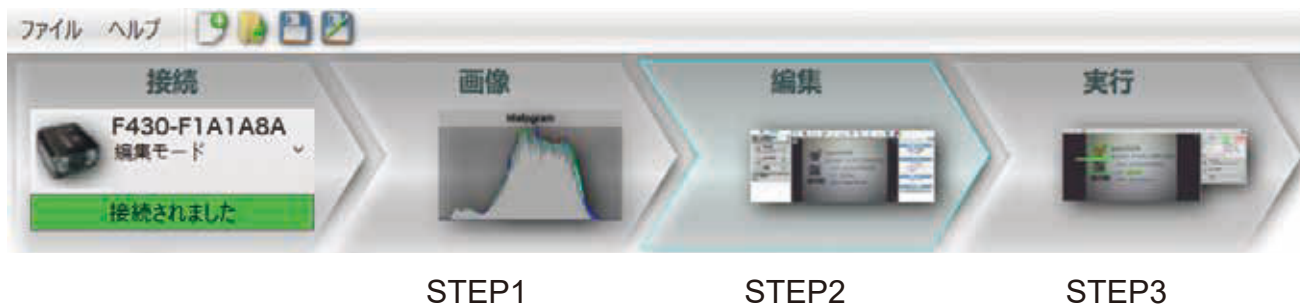 ファイル ヘルプ
接続 画像 編集 実行
F430-F1A1A8A
編集モード
接続されました
Histogram
STEP1 STEP2 STEP3